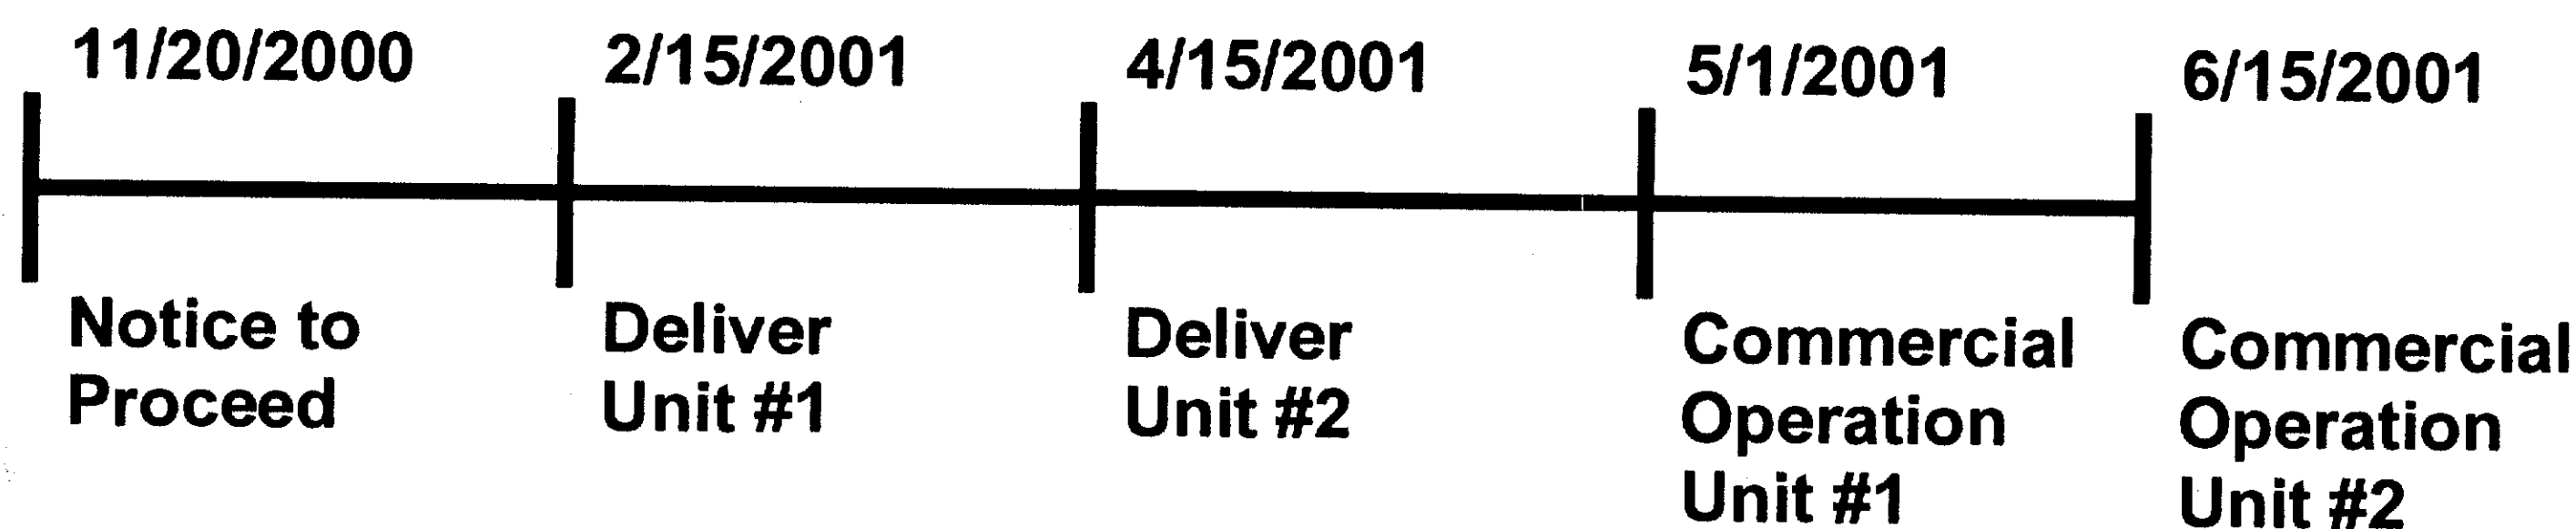 11/20/2000
2/15/2001
4/15/2001
5/1/2001
6/15/2001
Notice to
Proceed
Deliver
Unit #1
Deliver
Unit #2
Commercial
Operation
Unit #1
Commercial
Operation
Unit #2